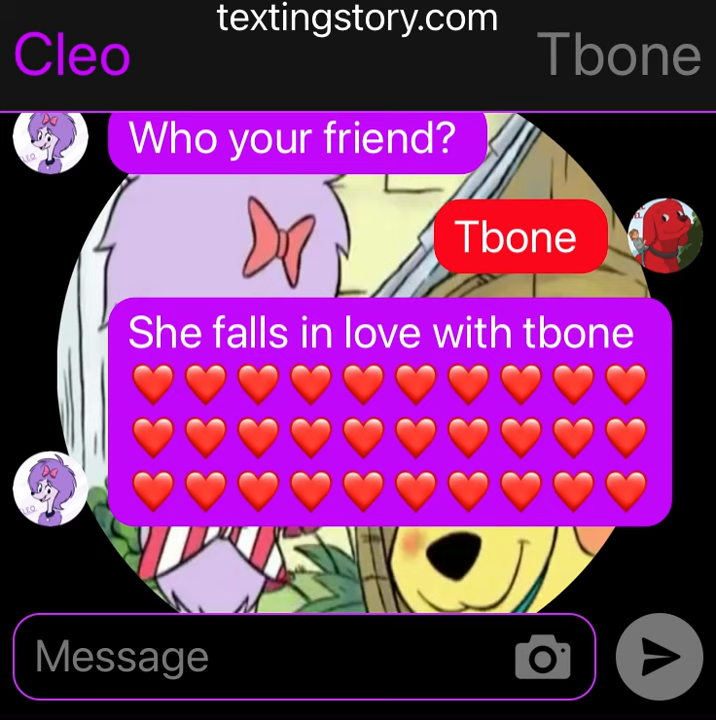 textingstory.com
Cleo
Tbone
Who your friend?
Tbone
She falls in love with tbone
❤️❤️❤️❤️❤️❤️❤️❤️❤️❤️
❤️❤️❤️❤️❤️❤️❤️❤️❤️❤️
❤️❤️❤️❤️❤️❤️❤️❤️❤️❤️
Message